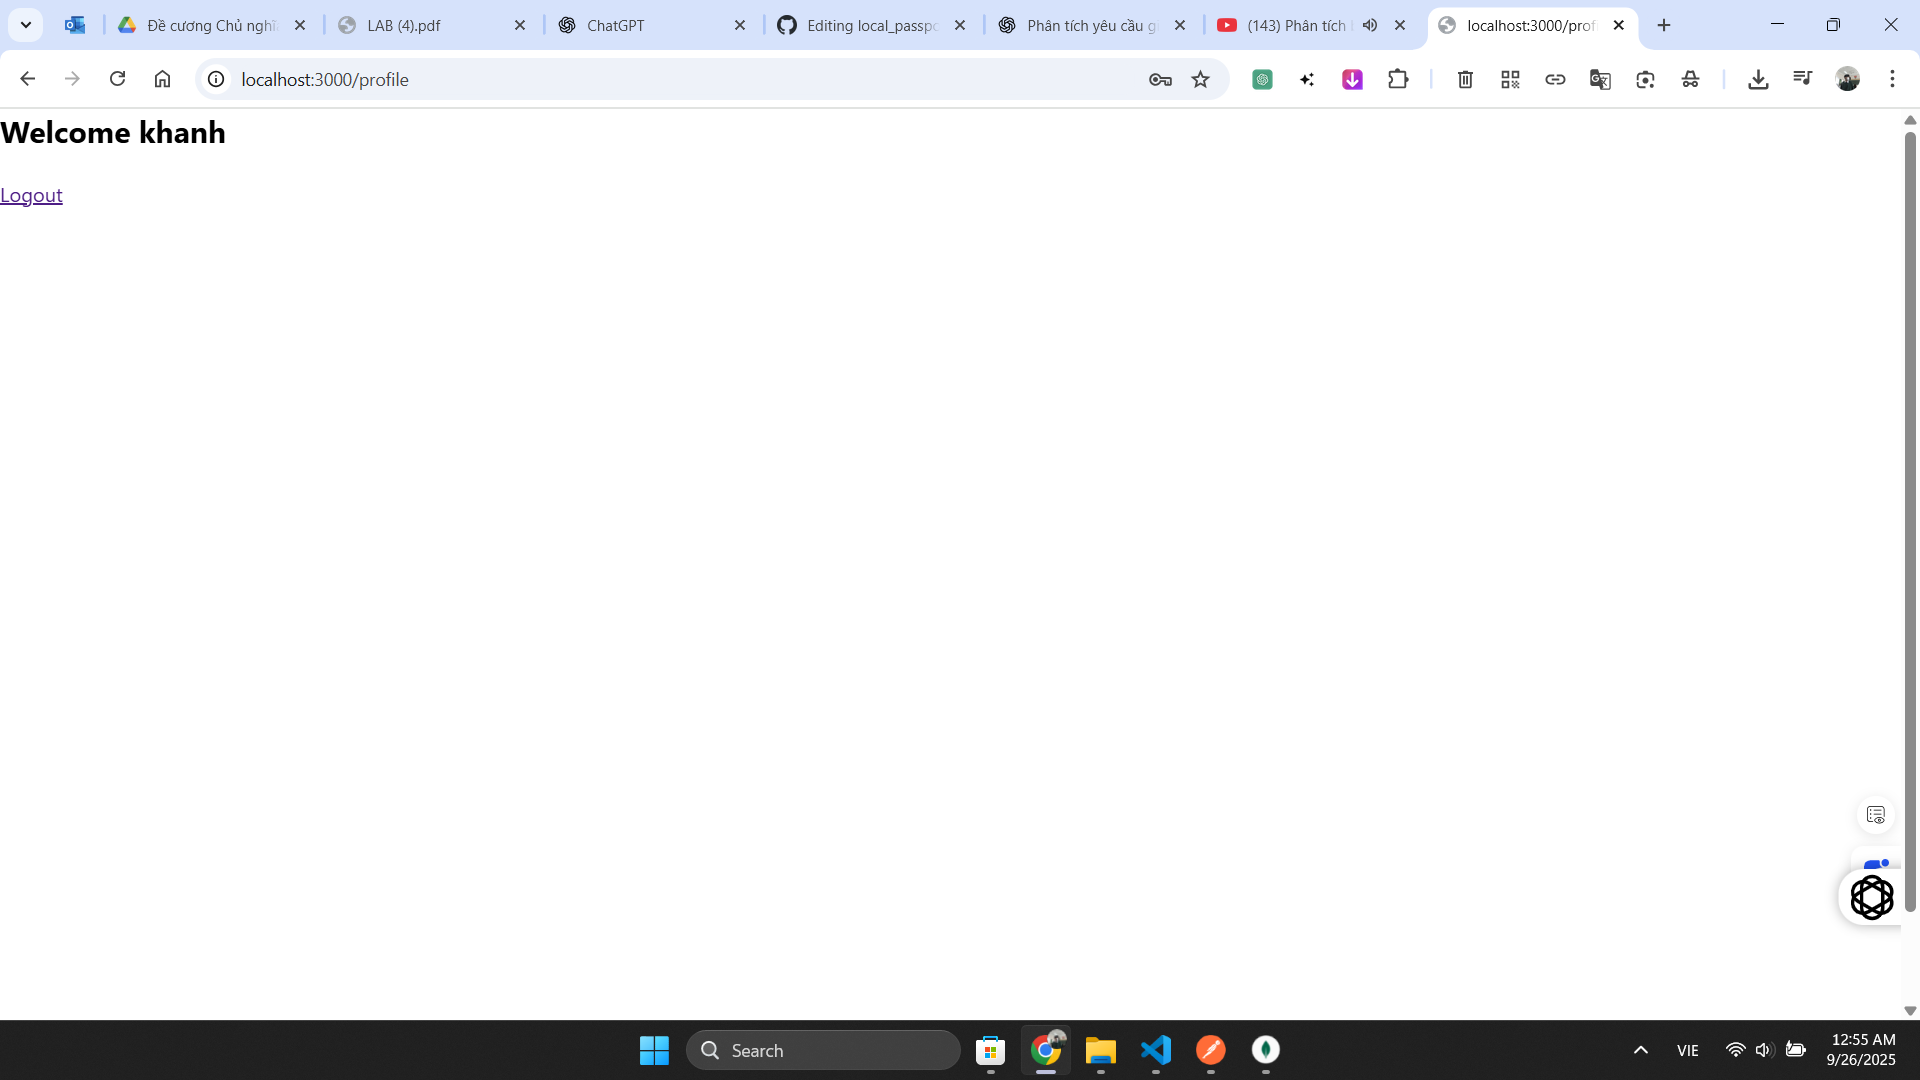 Đề cương Chủ nghĩ
LAB (4).pdf
ChatGPT
Editing local_passpo
Phân tích yêu cầu g
(143) Phân tích
localhost:3000/prof
localhost:3000/profile
Welcome khanh
Logout
Search
VIE
12:55 AM
9/26/2025